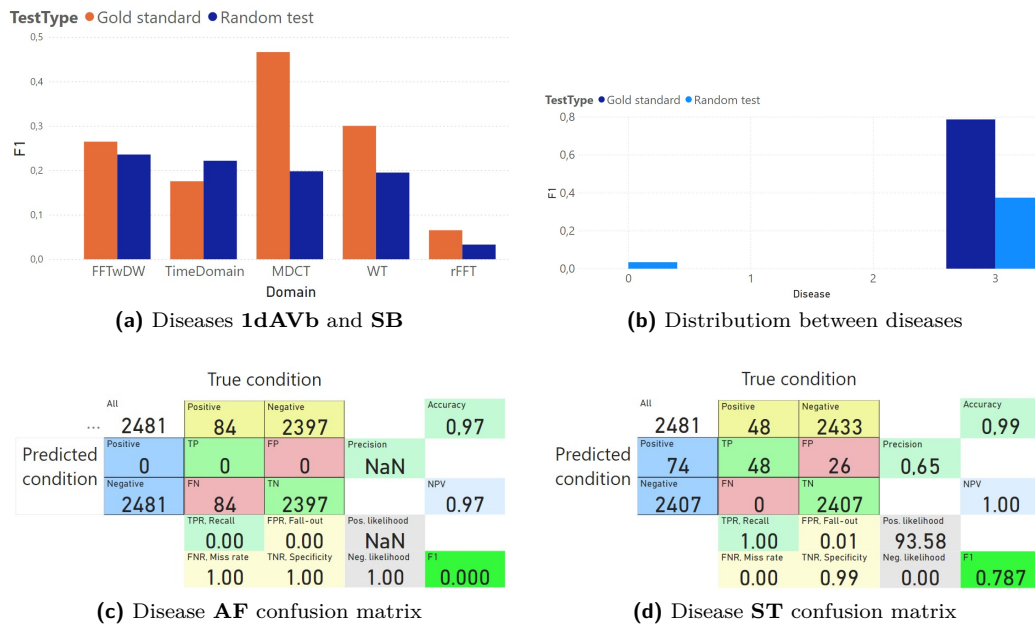 TestType Gold standard Random test
0,5
0,4
0,3
0,2
0,1
0,0
F1
FFTwDW TimeDomain MDCT WT rFFT
Domain
(a) Diseases 1dAVb and SB
TestType Gold standard Random test
0,8
0,6
0,4
0,2
0,0
F1
0 1 2 3
Disease
(b) Distributiom between diseases
True condition
All Positive Negative Accuracy
... 2481 84 2397 0,97
Predicted condition
Positive TP FP Precision
0 0 0 NaN
Negative FN TN NPV
2481 84 2397 0.97
TPR, Recall FPR, Fall-out Pos. likelihood
0.00 0.00 NaN
FNR, Miss rate TNR, Specificity Neg. likelihood F1
1.00 1.00 1.00 0.000
(c) Disease AF confusion matrix
True condition
All Positive Negative Accuracy
2481 48 2433 0,99
Predicted condition
Positive TP FP Precision
74 48 26 0,65
Negative FN TN NPV
2407 0 2407 1.00
TPR, Recall FPR, Fall-out Pos. likelihood
1.00 0.01 93.58
FNR, Miss rate TNR, Specificity Neg. likelihood F1
0.00 0.99 0.00 0.787
(d) Disease ST confusion matrix